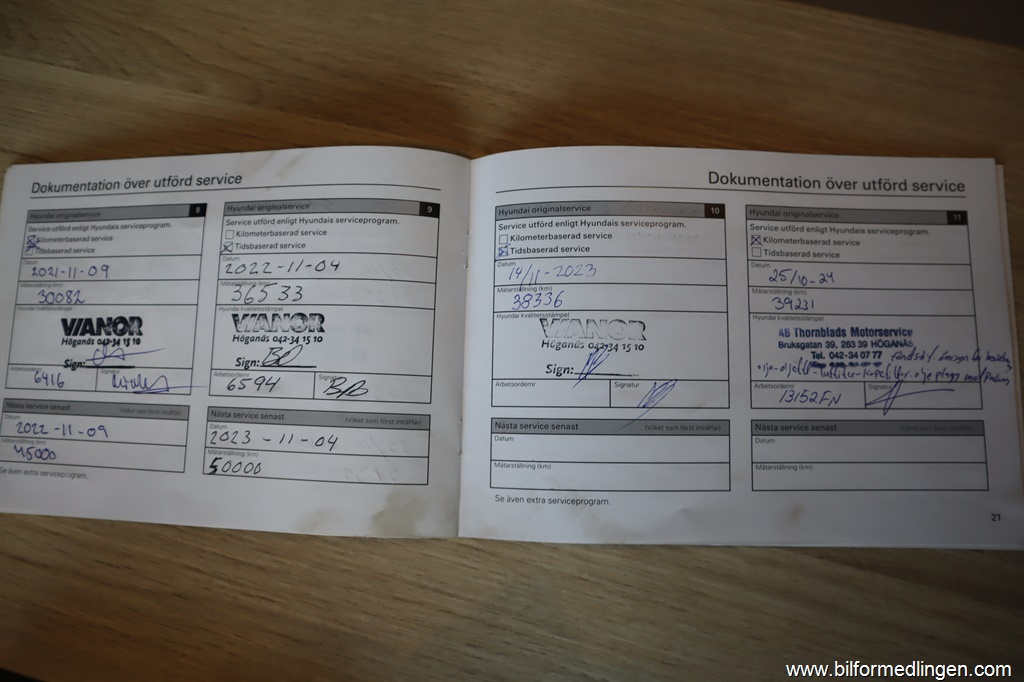 Dokumentation över utförd service
Hyundai originalservice 8
Service utförd enligt Hyundais serviceprogram.
Kilometerbaserad service
Tidsbaserad service
Datum
2021-11-09
Mätarställning (km)
30082
Hyundai kvalitetsstämpel
VIANOR
Höganäs 042-34 15 10
Sign:
Arbetsordernr
6416
Signatur
Nästa service senast (Vilket som först inträffar)
Datum
2022-11-09
Mätarställning (km)
45000
Se även extra serviceprogram.
Hyundai originalservice 9
Service utförd enligt Hyundais serviceprogram.
Kilometerbaserad service
Tidsbaserad service
Datum
2022-11-04
Mätarställning (km)
36533
Hyundai kvalitetsstämpel
VIANOR
Höganäs 042-34 15 10
Sign:
Arbetsordernr
6594
Signatur
Nästa service senast (Vilket som först inträffar)
Datum
2023-11-04
Mätarställning (km)
50000
Dokumentation över utförd service
Hyundai originalservice 10
Service utförd enligt Hyundais serviceprogram.
Kilometerbaserad service
Tidsbaserad service
Datum
14/11-2023
Mätarställning (km)
38336
Hyundai kvalitetsstämpel
VIANOR
Höganäs 042-34 15 10
Sign:
Arbetsordernr
Signatur
Nästa service senast (Vilket som först inträffar)
Datum
Mätarställning (km)
Se även extra serviceprogram.
Hyundai originalservice 11
Service utförd enligt Hyundais serviceprogram.
Kilometerbaserad service
Tidsbaserad service
Datum
25/10-24
Mätarställning (km)
39231
Hyundai kvalitetsstämpel
AB Thornblads Motorservice
Bruksgatan 39, 263 39 HÖGANÄS
Tel. 042-34 07 77
Arbetsordernr
13152FN
Signatur
Nästa service senast (Vilket som först inträffar)
Datum
Mätarställning (km)
21
www.bilformedlingen.com